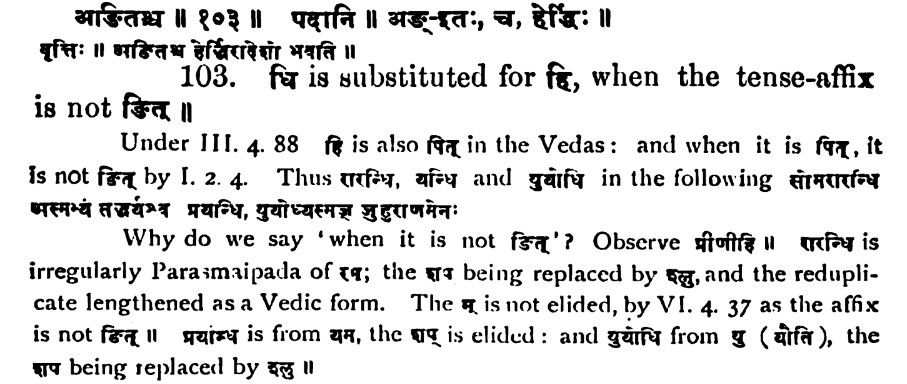 अङितश्च ॥ १०३ ॥ पदानि ॥ अङ्-इतः, च, हेर्द्धिः ॥
वृत्तिः ॥ अङितश्च हेर्द्धिरादेशो भवति ॥
103. धि is substituted for हि, when the tense-affix
is not ङित् ॥
Under III. 4. 88 हि is also पित् in the Vedas: and when it is पित्, it
is not ङित् by I. 2. 4. Thus रारन्धि, यन्धि and युयोधि in the following सोमरारन्धि
अस्मभ्यं तद्धर्यश्व प्रयन्धि, युयोध्यस्मज्जुहुराणमेनः
Why do we say 'when it is not ङित्'? Observe प्रीणीहि ॥ रारन्धि is
irregularly Parasmaipada of रम; the शप being replaced by श्लु, and the redupli-
cate lengthened as a Vedic form. The म् is not elided, by VI. 4. 37 as the affix
is not ङित् ॥ प्रयन्धि is from यम, the शप् is elided: and युयोधि from यु (यौति), the
शप being replaced by श्लु ॥